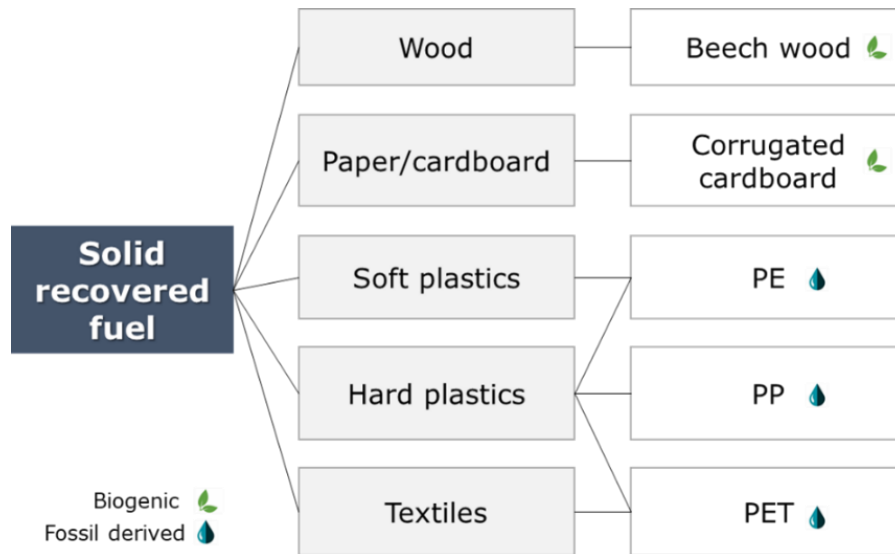 Solid
recovered
fuel
Wood
Beech wood
Paper/cardboard
Corrugated
cardboard
Soft plastics
PE
Hard plastics
PP
Textiles
PET
Biogenic
Fossil derived